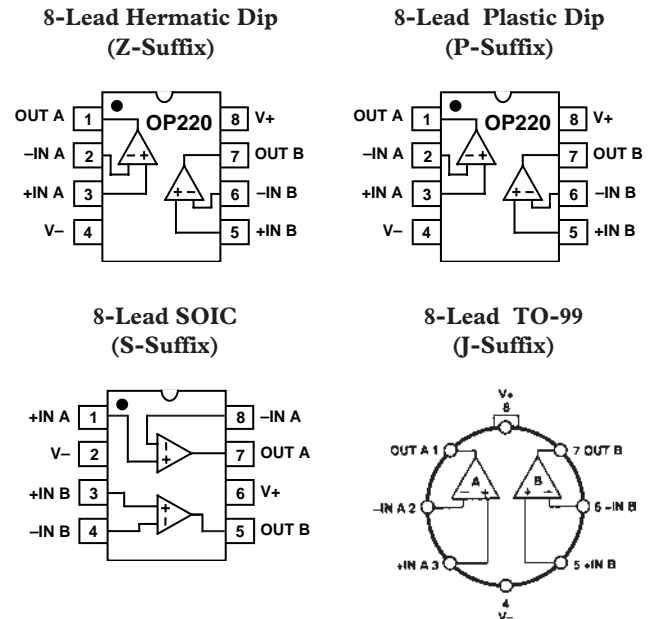 8-Lead Hermatic Dip
(Z-Suffix)
8-Lead Plastic Dip
(P-Suffix)
OUT A 1 OP220 8 V+
–IN A 2 – + 7 OUT B
+IN A 3 + – 6 –IN B
V– 4 5 +IN B
OUT A 1 OP220 8 V+
–IN A 2 – + 7 OUT B
+IN A 3 + – 6 –IN B
V– 4 5 +IN B
8-Lead SOIC
(S-Suffix)
8-Lead TO-99
(J-Suffix)
+IN A 1 8 –IN A
V– 2 – + 7 OUT A
+IN B 3 6 V+
–IN B 4 + – 5 OUT B
V+
8
OUT A 1 7 OUT B
A B
–IN A 2 – + + – 6 –IN B
+IN A 3 5 +IN B
4
V–